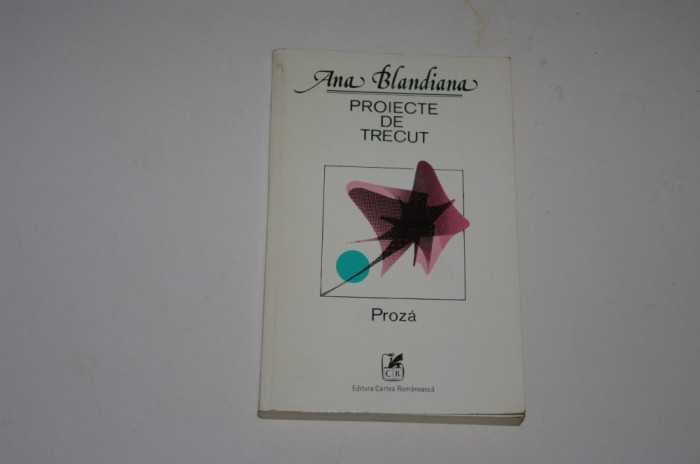 Ana Blandiana
PROIECTE
DE
TRECUT
Proză
CR
Editura Cartea Românească